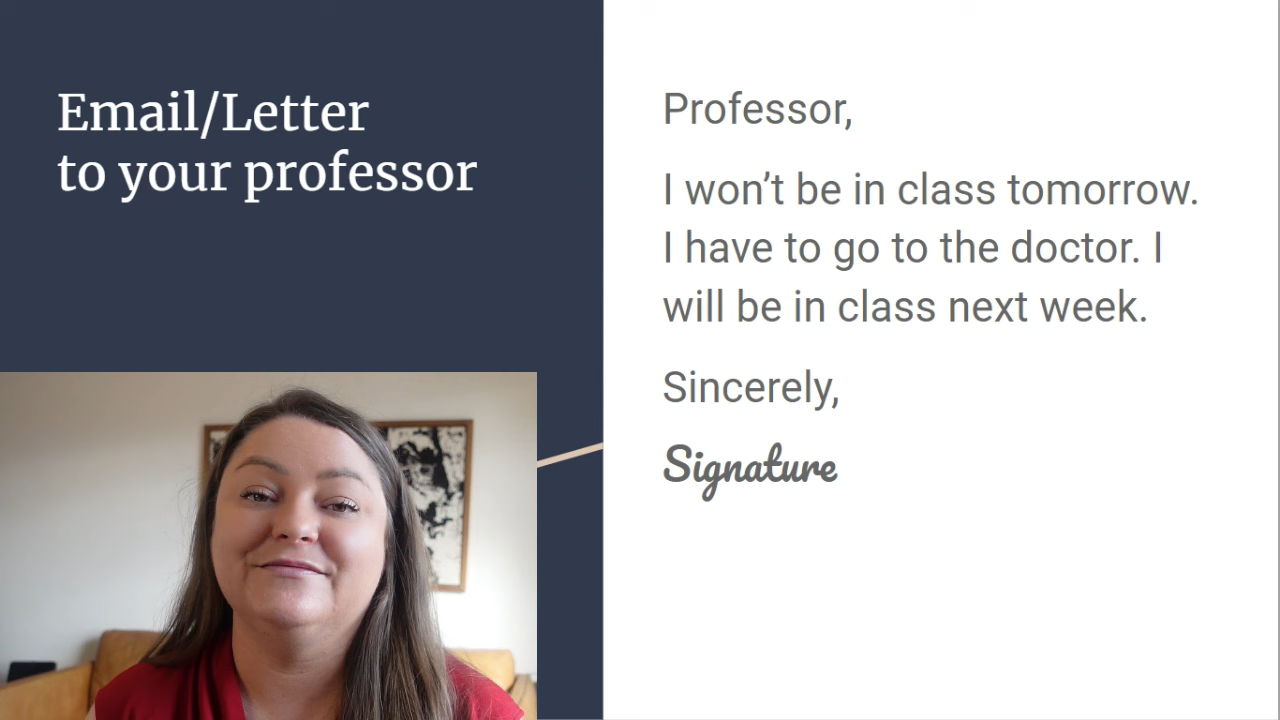 Email/Letter
to your professor
Professor,
I won’t be in class tomorrow.
I have to go to the doctor. I
will be in class next week.
Sincerely,
Signature